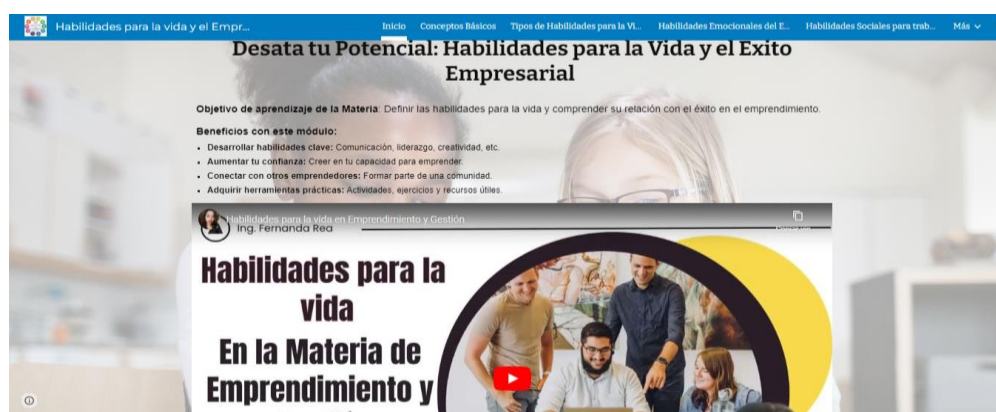 Habilidades para la vida y el Empr...
Inicio
Conceptos Básicos
Tipos de Habilidades para la Vi...
Habilidades Emocionales del E...
Habilidades Sociales para trab...
Más
Desata tu Potencial: Habilidades para la Vida y el Exito
Empresarial
Objetivo de aprendizaje de la Materia: Definir las habilidades para la vida y comprender su relación con el éxito en el emprendimiento.
Beneficios con este módulo:
• Desarrollar habilidades clave: Comunicación, liderazgo, creatividad, etc.
• Aumentar tu confianza: Creer en tu capacidad para emprender.
• Conectar con otros emprendedores: Formar parte de una comunidad.
• Adquirir herramientas prácticas: Actividades, ejercicios y recursos útiles.
Habilidades para la vida en Emprendimiento y Gestión
Ing. Fernanda Rea
Habilidades para la
vida
En la Materia de
Emprendimiento y